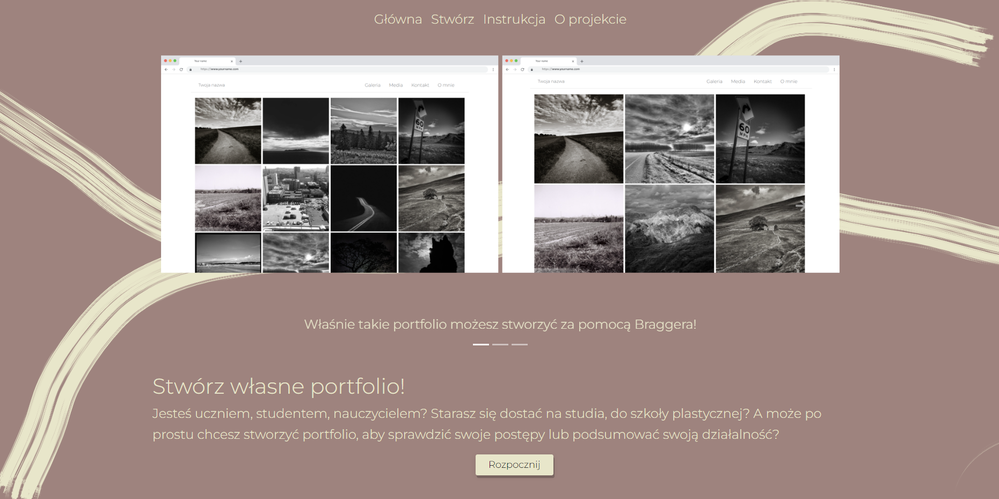 Główna Stwórz Instrukcja O projekcie
Your name
https://www.yourname.com
Twoja nazwa Galeria Media Kontakt O mnie
60
MPH
Your name
https://www.yourname.com
Twoja nazwa Galeria Media Kontakt O mnie
60
MPH
Właśnie takie portfolio możesz stworzyć za pomocą Braggera!
Stwórz własne portfolio!
Jesteś uczniem, studentem, nauczycielem? Starasz się dostać na studia, do szkoły plastycznej? A może po
prostu chcesz stworzyć portfolio, aby sprawdzić swoje postępy lub podsumować swoją działalność?
Rozpocznij